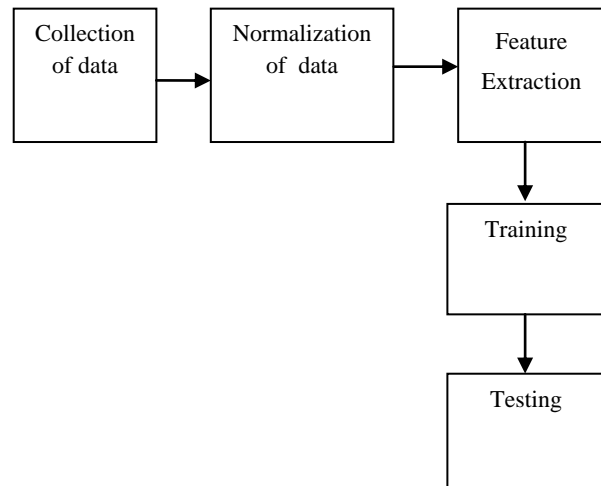 Collection
of data
Normalization
of data
Feature
Extraction
Training
Testing